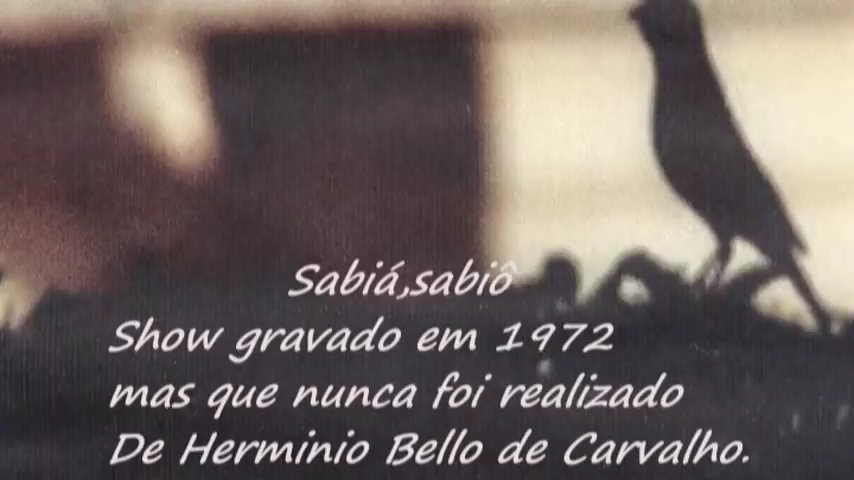 Sabiá,sabiô
Show gravado em 1972
mas que nunca foi realizado
De Herminio Bello de Carvalho.